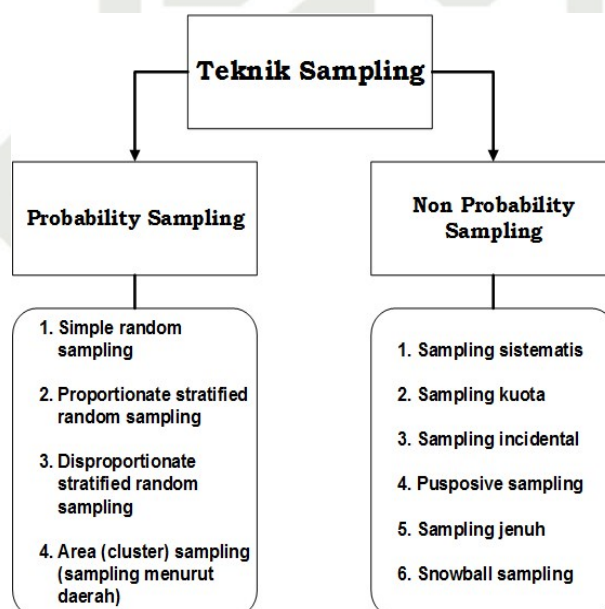 Teknik Sampling
Probability Sampling
Non Probability
Sampling
1. Simple random
sampling
2. Proportionate stratified
random sampling
3. Disproportionate
stratified random
sampling
4. Area (cluster) sampling
(sampling menurut
daerah)
1. Sampling sistematis
2. Sampling kuota
3. Sampling incidental
4. Pusposive sampling
5. Sampling jenuh
6. Snowball sampling